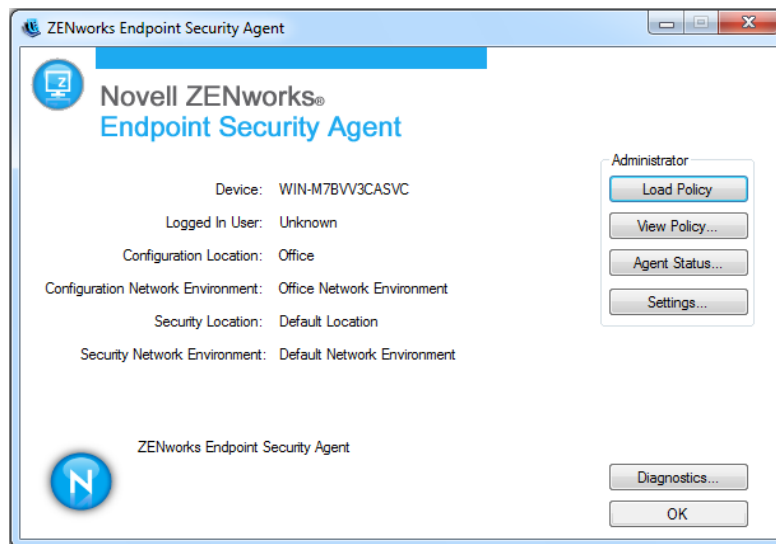 ZENworks Endpoint Security Agent
Z
Novell ZENworks®
Endpoint Security Agent
Administrator
Load Policy
View Policy...
Agent Status...
Settings...
Device: WIN-M7BVV3CASVC
Logged In User: Unknown
Configuration Location: Office
Configuration Network Environment: Office Network Environment
Security Location: Default Location
Security Network Environment: Default Network Environment
ZENworks Endpoint Security Agent
N
Diagnostics...
OK